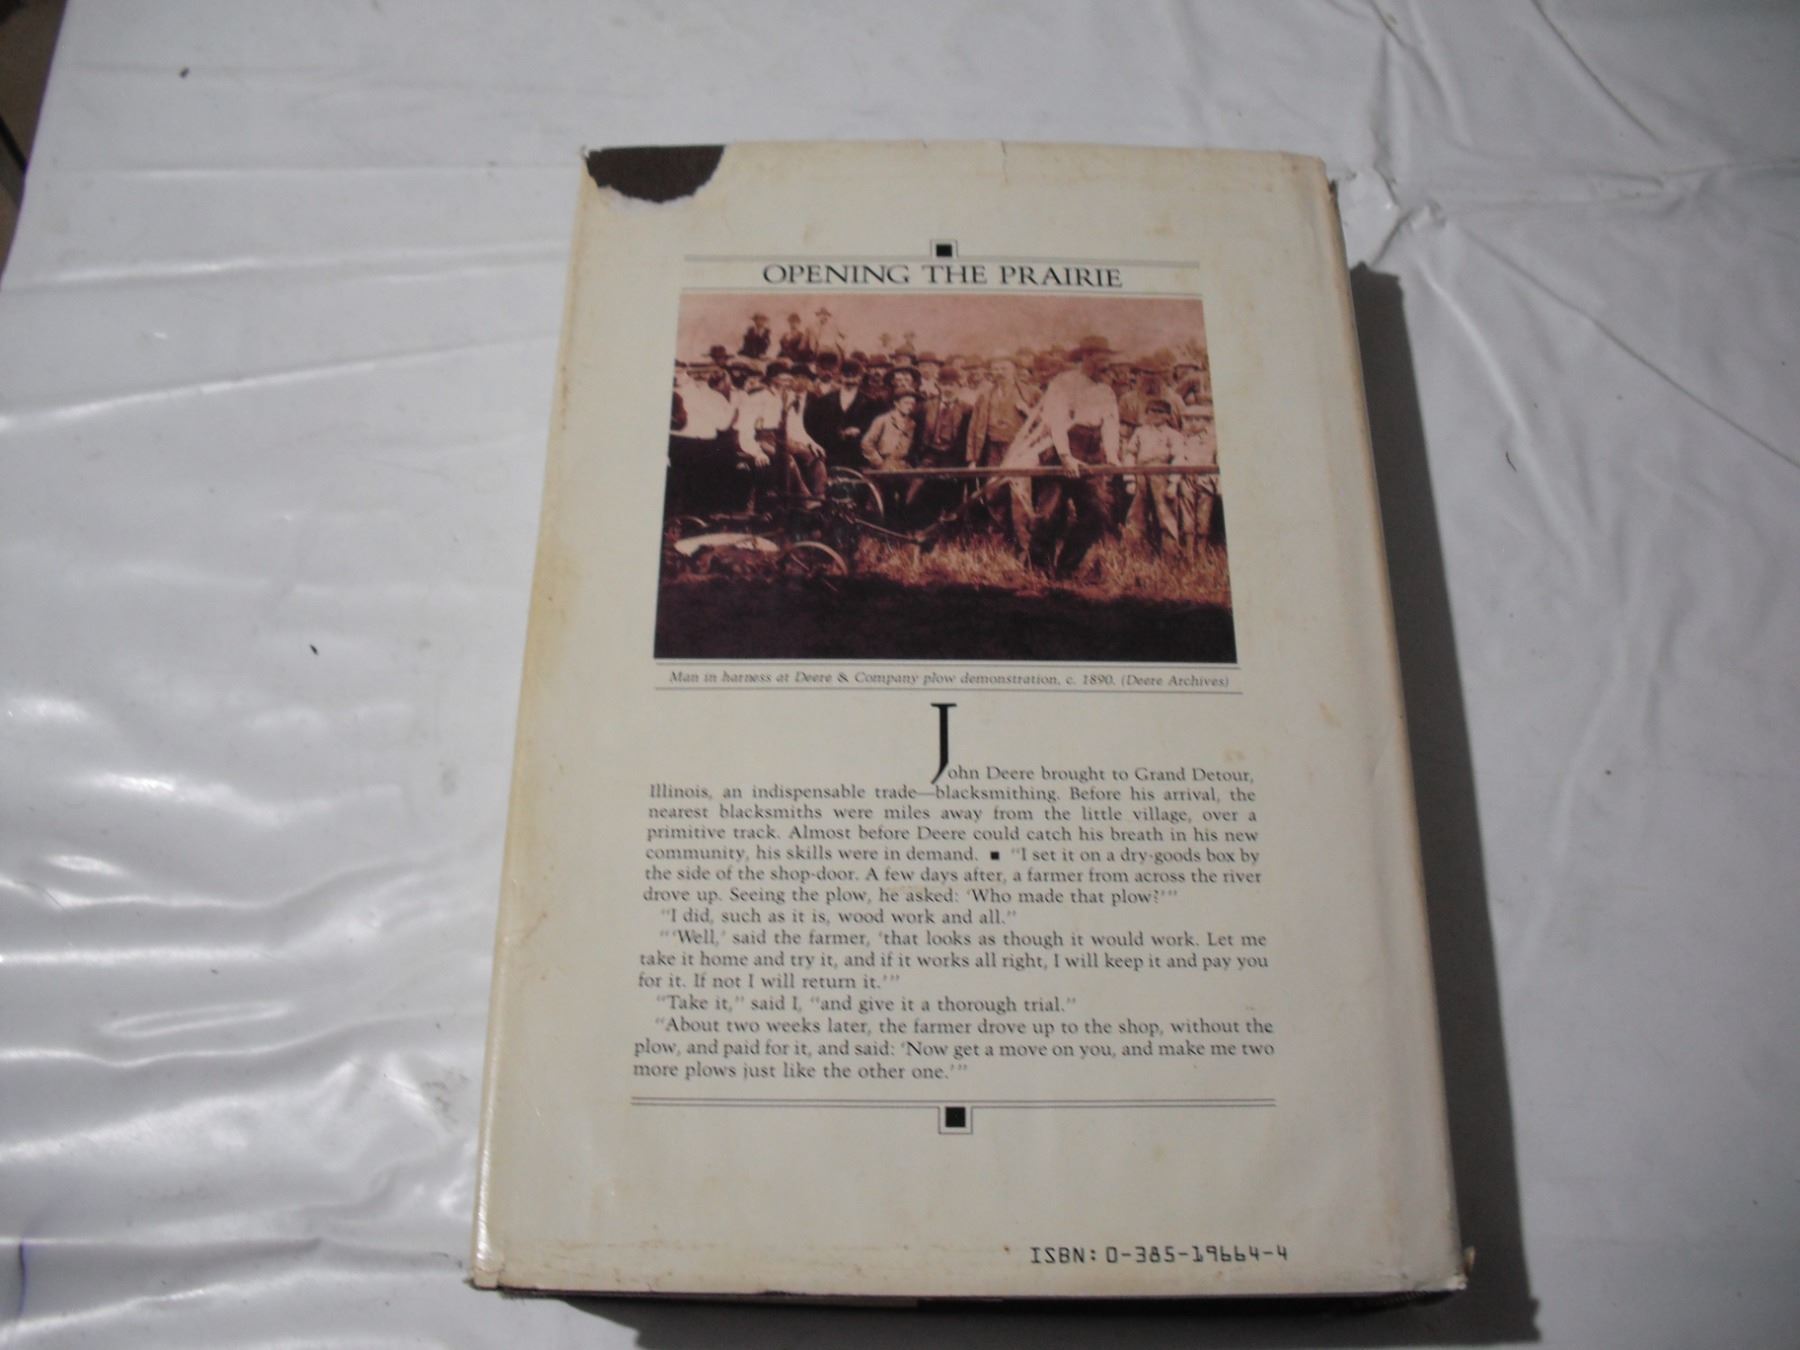 OPENING THE PRAIRIE
Man in harness at Deere & Company plow demonstration, c. 1890. (Deere Archives)
John Deere brought to Grand Detour,
Illinois, an indispensable trade—blacksmithing. Before his arrival, the
nearest blacksmiths were miles away from the little village, over a
primitive track. Almost before Deere could catch his breath in his new
community, his skills were in demand. ■ "I set it on a dry-goods box by
the side of the shop-door. A few days after, a farmer from across the river
drove up. Seeing the plow, he asked: 'Who made that plow?'"
"I did, such as it is, wood work and all."
"'Well,' said the farmer, 'that looks as though it would work. Let me
take it home and try it, and if it works all right, I will keep it and pay you
for it. If not I will return it.'"
"Take it," said I, "and give it a thorough trial."
"About two weeks later, the farmer drove up to the shop, without the
plow, and paid for it, and said: 'Now get a move on you, and make me two
more plows just like the other one.'"
ISBN: 0-385-19664-4